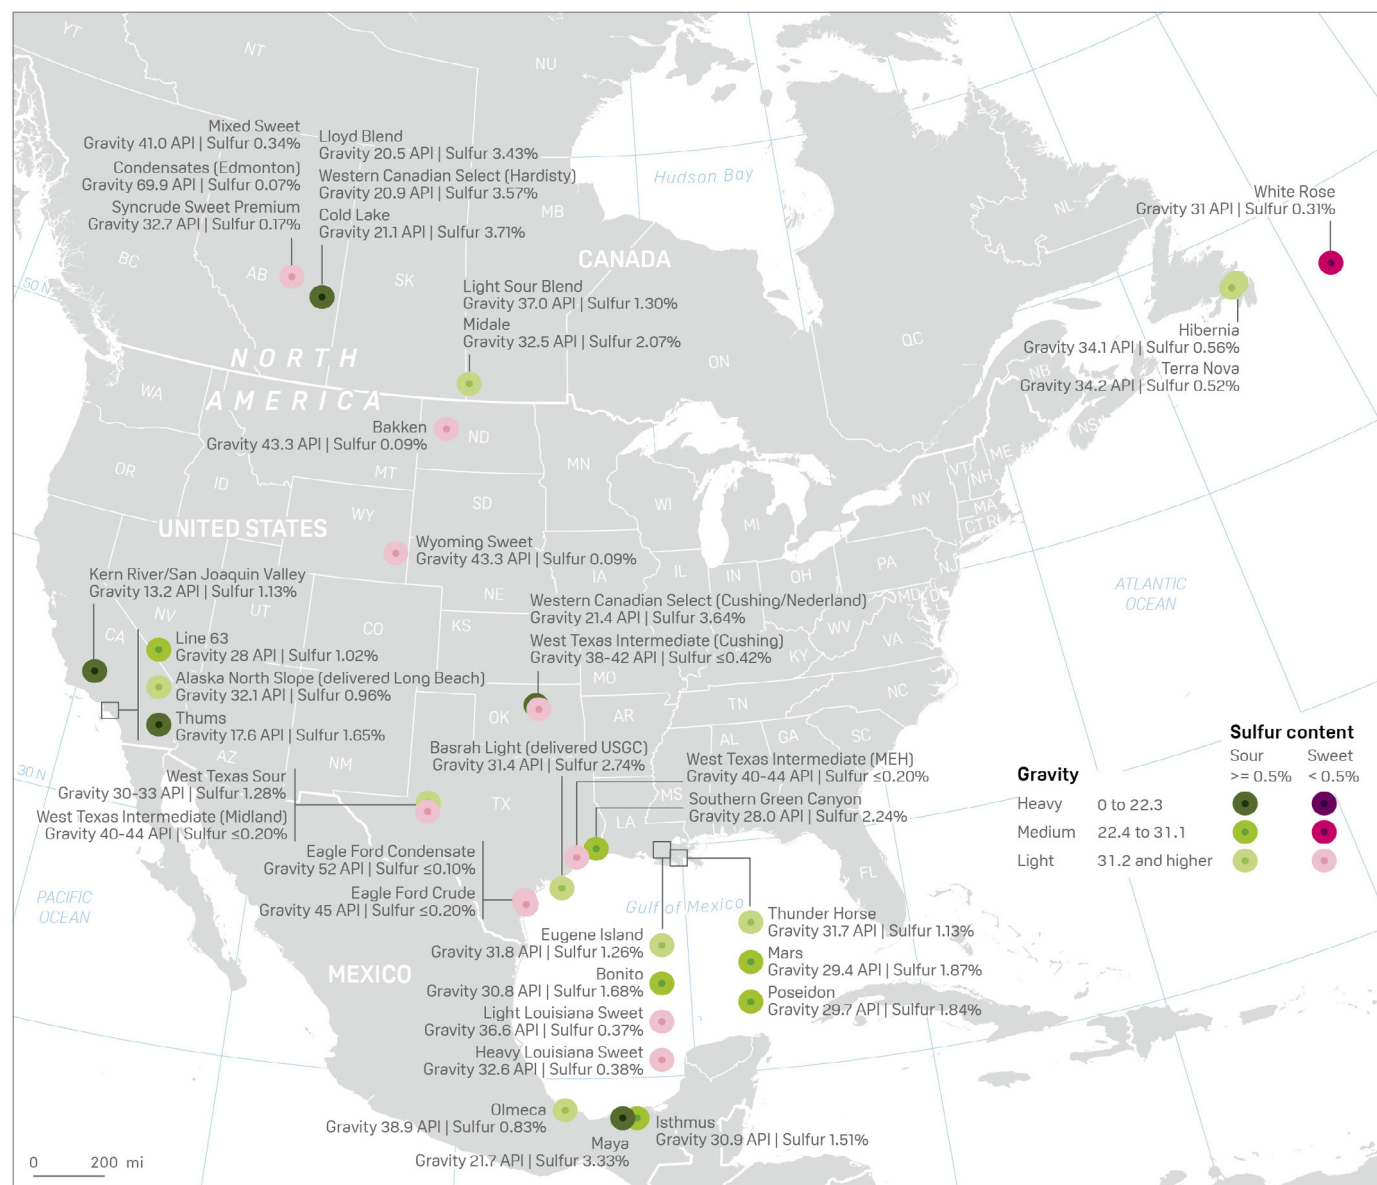 YT
NT
NU
Hudson Bay
BC
AB
SK
MB
ON
QC
NL
NB
NS
CANADA
NORTH
AMERICA
50 N
Mixed Sweet
Gravity 41.0 API | Sulfur 0.34%
Condensates (Edmonton)
Gravity 69.9 API | Sulfur 0.07%
Syncrude Sweet Premium
Gravity 32.7 API | Sulfur 0.17%
Lloyd Blend
Gravity 20.5 API | Sulfur 3.43%
Western Canadian Select (Hardisty)
Gravity 20.9 API | Sulfur 3.57%
Cold Lake
Gravity 21.1 API | Sulfur 3.71%
Light Sour Blend
Gravity 37.0 API | Sulfur 1.30%
Midale
Gravity 32.5 API | Sulfur 2.07%
White Rose
Gravity 31 API | Sulfur 0.31%
Hibernia
Gravity 34.1 API | Sulfur 0.56%
Terra Nova
Gravity 34.2 API | Sulfur 0.52%
Bakken
Gravity 43.3 API | Sulfur 0.09%
WA
OR
ID
MT
ND
SD
MN
WI
MI
WY
NE
IA
IL
IN
OH
PA
NY
VT
NH
ME
MA
CT RI
NJ
MD
DE
WV
VA
KY
NC
TN
SC
GA
AL
MS
AR
MO
KS
CO
UT
NV
CA
AZ
NM
OK
TX
LA
FL
UNITED STATES
Wyoming Sweet
Gravity 43.3 API | Sulfur 0.09%
Kern River/San Joaquin Valley
Gravity 13.2 API | Sulfur 1.13%
Line 63
Gravity 28 API | Sulfur 1.02%
Alaska North Slope (delivered Long Beach)
Gravity 32.1 API | Sulfur 0.96%
Thums
Gravity 17.6 API | Sulfur 1.65%
Western Canadian Select (Cushing/Nederland)
Gravity 21.4 API | Sulfur 3.64%
West Texas Intermediate (Cushing)
Gravity 38-42 API | Sulfur ≤0.42%
ATLANTIC
OCEAN
30 N
West Texas Sour
Gravity 30-33 API | Sulfur 1.28%
West Texas Intermediate (Midland)
Gravity 40-44 API | Sulfur ≤0.20%
Basrah Light (delivered USGC)
Gravity 31.4 API | Sulfur 2.74%
West Texas Intermediate (MEH)
Gravity 40-44 API | Sulfur ≤0.20%
Southern Green Canyon
Gravity 28.0 API | Sulfur 2.24%
Eagle Ford Condensate
Gravity 52 API | Sulfur ≤0.10%
Eagle Ford Crude
Gravity 45 API | Sulfur ≤0.20%
PACIFIC
OCEAN
Gulf of Mexico
MEXICO
Eugene Island
Gravity 31.8 API | Sulfur 1.26%
Bonito
Gravity 30.8 API | Sulfur 1.68%
Light Louisiana Sweet
Gravity 36.6 API | Sulfur 0.37%
Heavy Louisiana Sweet
Gravity 32.6 API | Sulfur 0.38%
Thunder Horse
Gravity 31.7 API | Sulfur 1.13%
Mars
Gravity 29.4 API | Sulfur 1.87%
Poseidon
Gravity 29.7 API | Sulfur 1.84%
Olmeca
Gravity 38.9 API | Sulfur 0.83%
Maya
Gravity 21.7 API | Sulfur 3.33%
Isthmus
Gravity 30.9 API | Sulfur 1.51%
Sulfur content
Sour
>= 0.5%
Sweet
< 0.5%
Gravity
Heavy 0 to 22.3
Medium 22.4 to 31.1
Light 31.2 and higher
0 200 mi